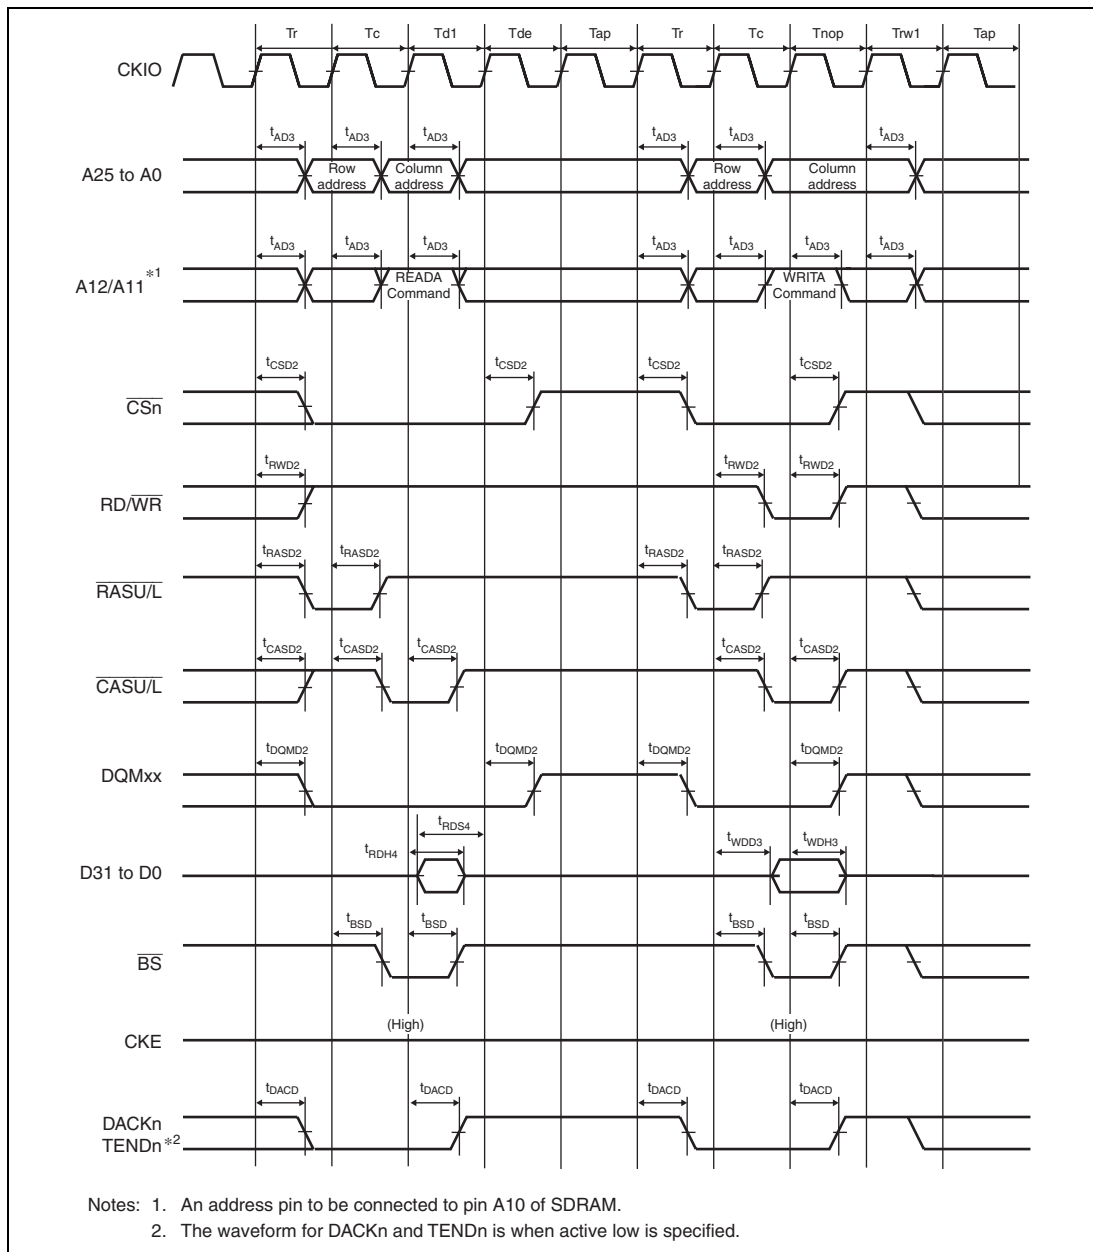 Tr Tc Td1 Tde Tap Tr Tc Tnop Trw1 Tap
CKIO
tAD3 tAD3 tAD3 tAD3 tAD3 tAD3
A25 to A0
Row address
Column address
Row address
Column address
tAD3 tAD3 tAD3 tAD3 tAD3 tAD3 tAD3
A12/A11 *1
READA Command
WRITA Command
tCSD2 tCSD2 tCSD2 tCSD2
CSn
tRWD2 tRWD2 tRWD2
RD/WR
tRASD2 tRASD2 tRASD2 tRASD2
RASU/L
tCASD2 tCASD2 tCASD2 tCASD2 tCASD2
CASU/L
tDQMD2 tDQMD2 tDQMD2 tDQMD2
DQMxx
tRDS4
tRDH4 tWDD3 tWDH3
D31 to D0
tBSD tBSD tBSD tBSD
BS
(High) (High)
CKE
tDACD tDACD tDACD tDACD
DACKn
TENDn *2
Notes: 1. An address pin to be connected to pin A10 of SDRAM.
2. The waveform for DACKn and TENDn is when active low is specified.